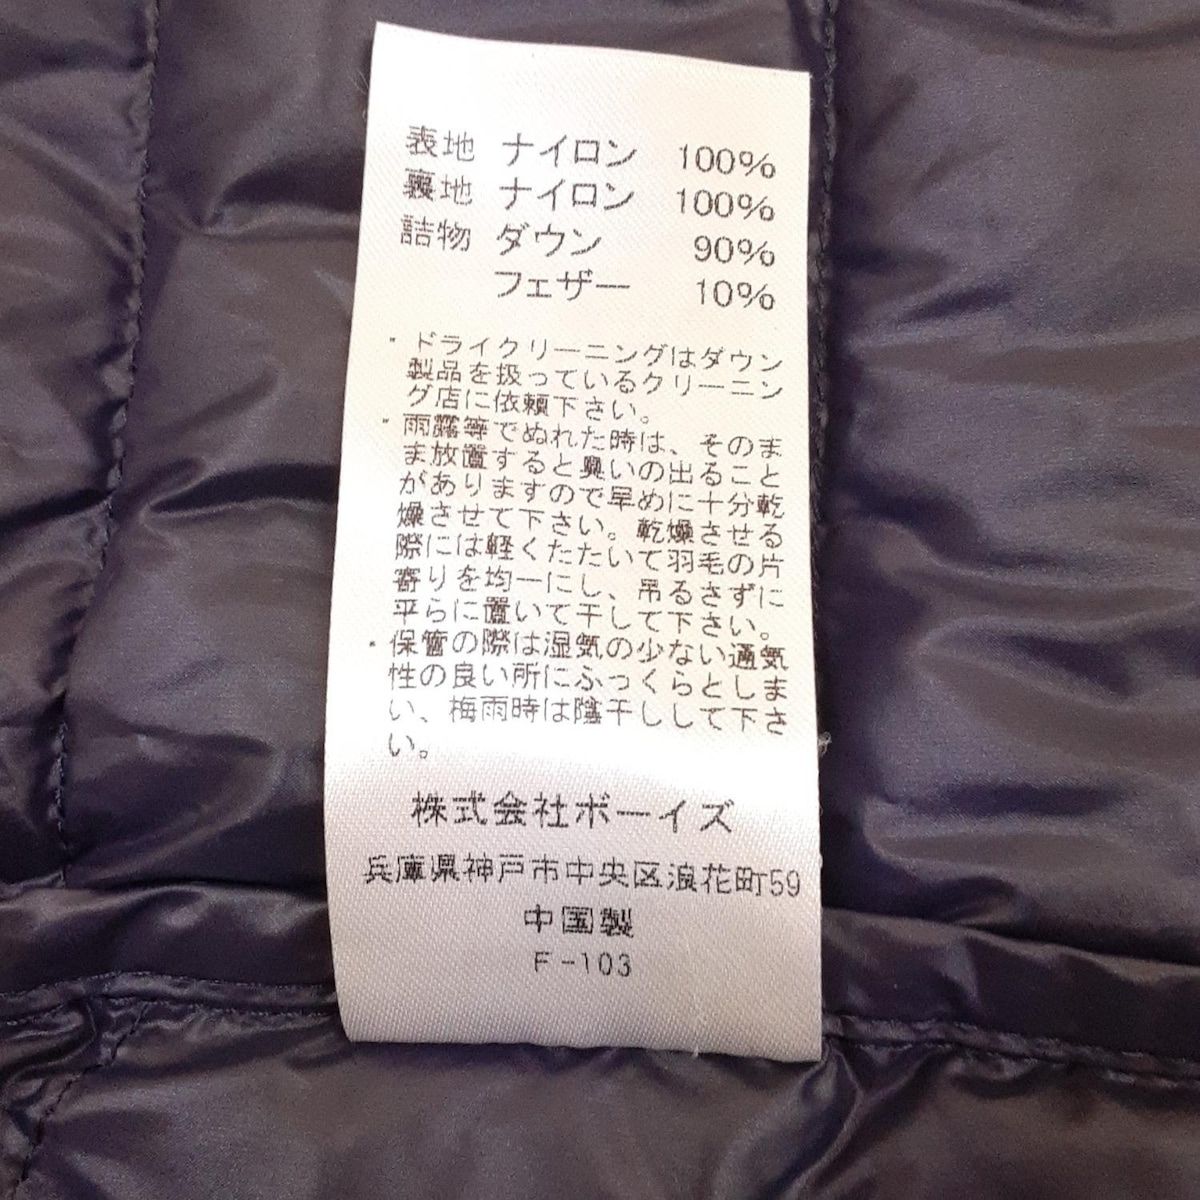 表地 ナイロン 100%
裏地 ナイロン 100%
詰物 ダウン 90%
フェザー 10%
・ドライクリーニングはダウン
製品を扱っているクリーニン
グ店に依頼下さい。
・雨露等でぬれた時は、そのま
ま放置すると臭いの出ること
がありますので早めに十分乾
燥させて下さい。乾燥させる
際には軽くたたいて羽毛の片
寄りを均一にし、吊るさずに
平らに置いて干して下さい。
・保管の際は湿気の少ない通気
性の良い所にふっくらとしま
い、梅雨時は陰干しして下さ
い。
株式会社ボーイズ
兵庫県神戸市中央区浪花町59
中国製
F-103